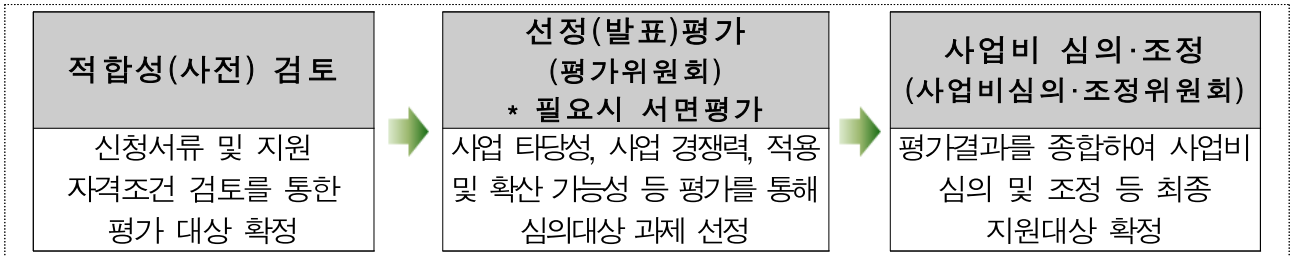 적합성(사전) 검토
신청서류 및 지원
자격조건 검토를 통한
평가 대상 확정
선정(발표)평가
(평가위원회)
* 필요시 서면평가
사업 타당성, 사업 경쟁력, 적용
및 확산 가능성 등 평가를 통해
심의대상 과제 선정
사업비 심의·조정
(사업비심의·조정위원회)
평가결과를 종합하여 사업비
심의 및 조정 등 최종
지원대상 확정